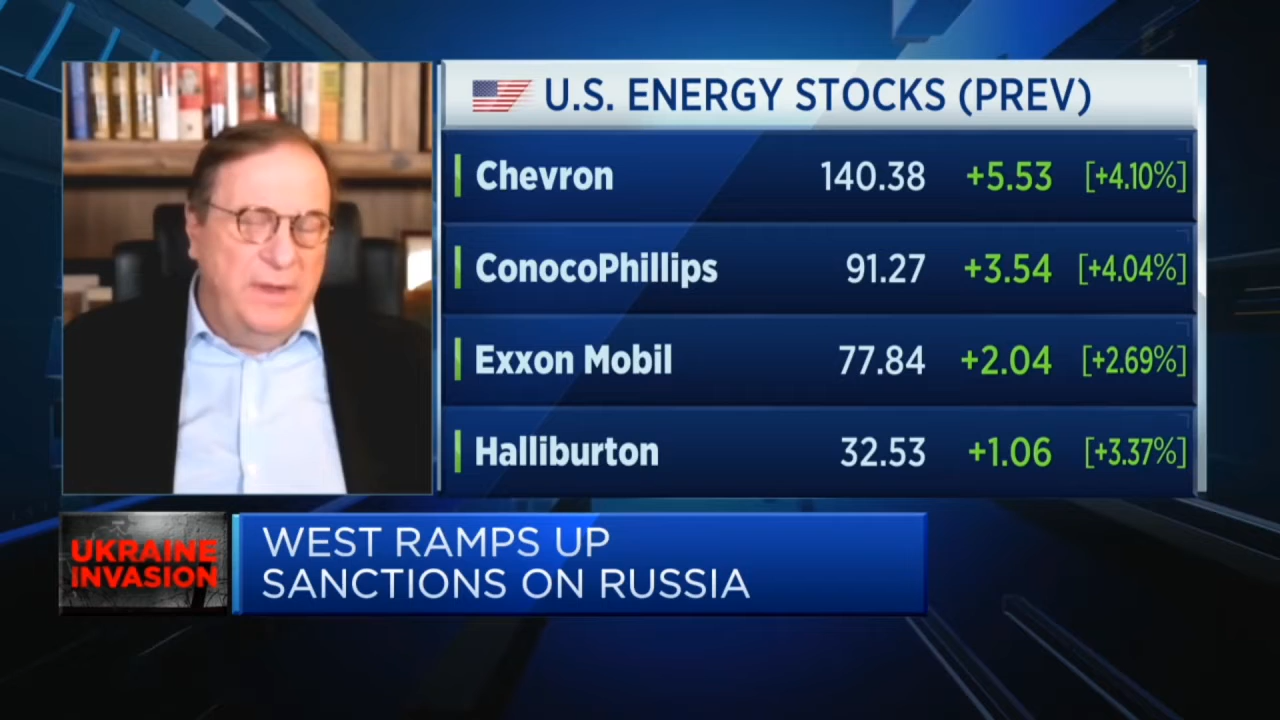 U.S. ENERGY STOCKS (PREV)
Chevron 140.38 +5.53 [+4.10%]
ConocoPhillips 91.27 +3.54 [+4.04%]
Exxon Mobil 77.84 +2.04 [+2.69%]
Halliburton 32.53 +1.06 [+3.37%]
UKRAINE
INVASION
WEST RAMPS UP
SANCTIONS ON RUSSIA